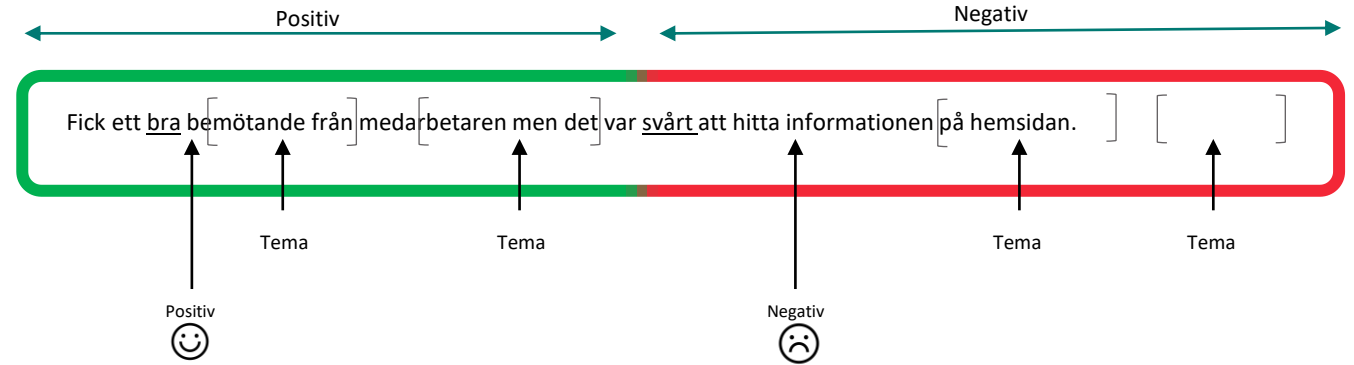 Positiv Negativ
Fick ett bra bemötande från medarbetaren men det var svårt att hitta informationen på hemsidan.
Tema Tema Tema Tema
Positiv Negativ